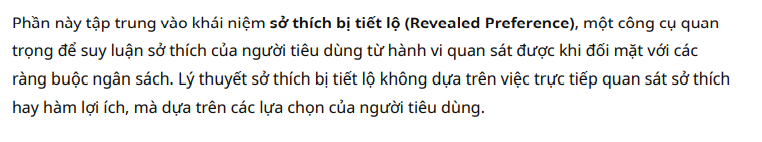 Phần này tập trung vào khái niệm sở thích bị tiết lộ (Revealed Preference), một công cụ quan
trọng để suy luận sở thích của người tiêu dùng từ hành vi quan sát được khi đối mặt với các
ràng buộc ngân sách. Lý thuyết sở thích bị tiết lộ không dựa trên việc trực tiếp quan sát sở thích
hay hàm lợi ích, mà dựa trên các lựa chọn của người tiêu dùng.